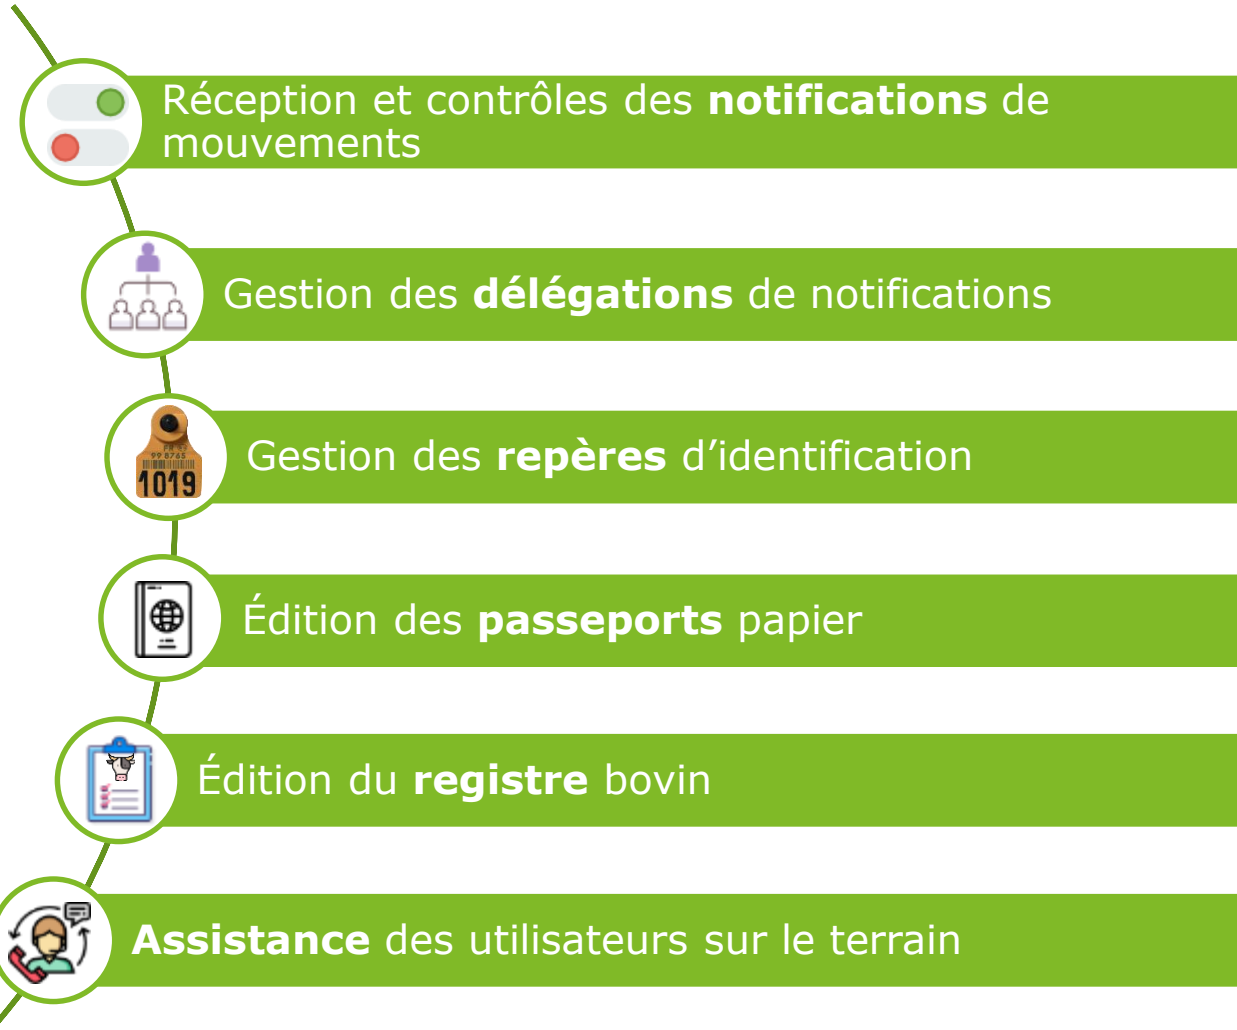 Réception et contrôles des notifications de
mouvements
Gestion des délégations de notifications
Gestion des repères d’identification
1019
Édition des passeports papier
Édition du registre bovin
Assistance des utilisateurs sur le terrain